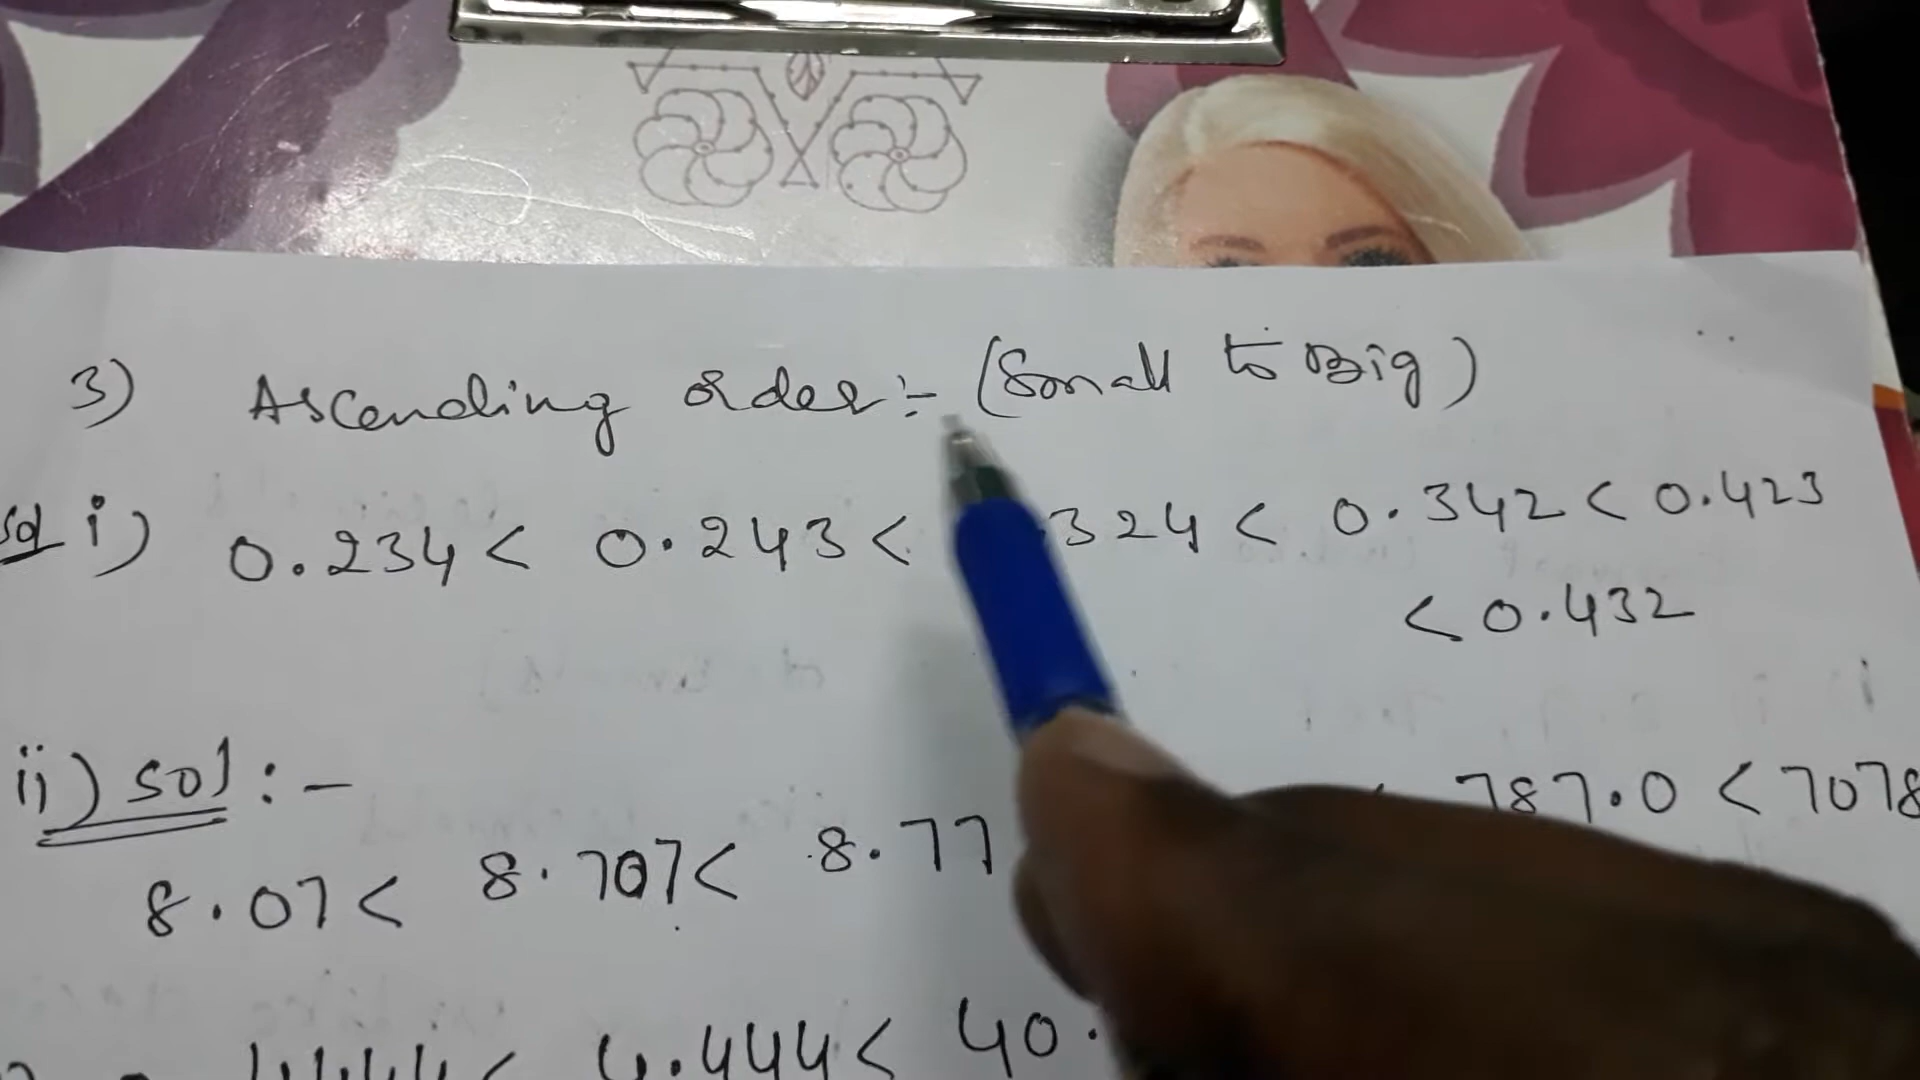 3) Ascending order:- (Small to Big)
Sol i) 0.234 < 0.243 < .324 < 0.342 < 0.423
< 0.432
ii) Sol :-
8.07 < 8.707 < 8.77 < 787.0 < 7078
4.444 < 40.